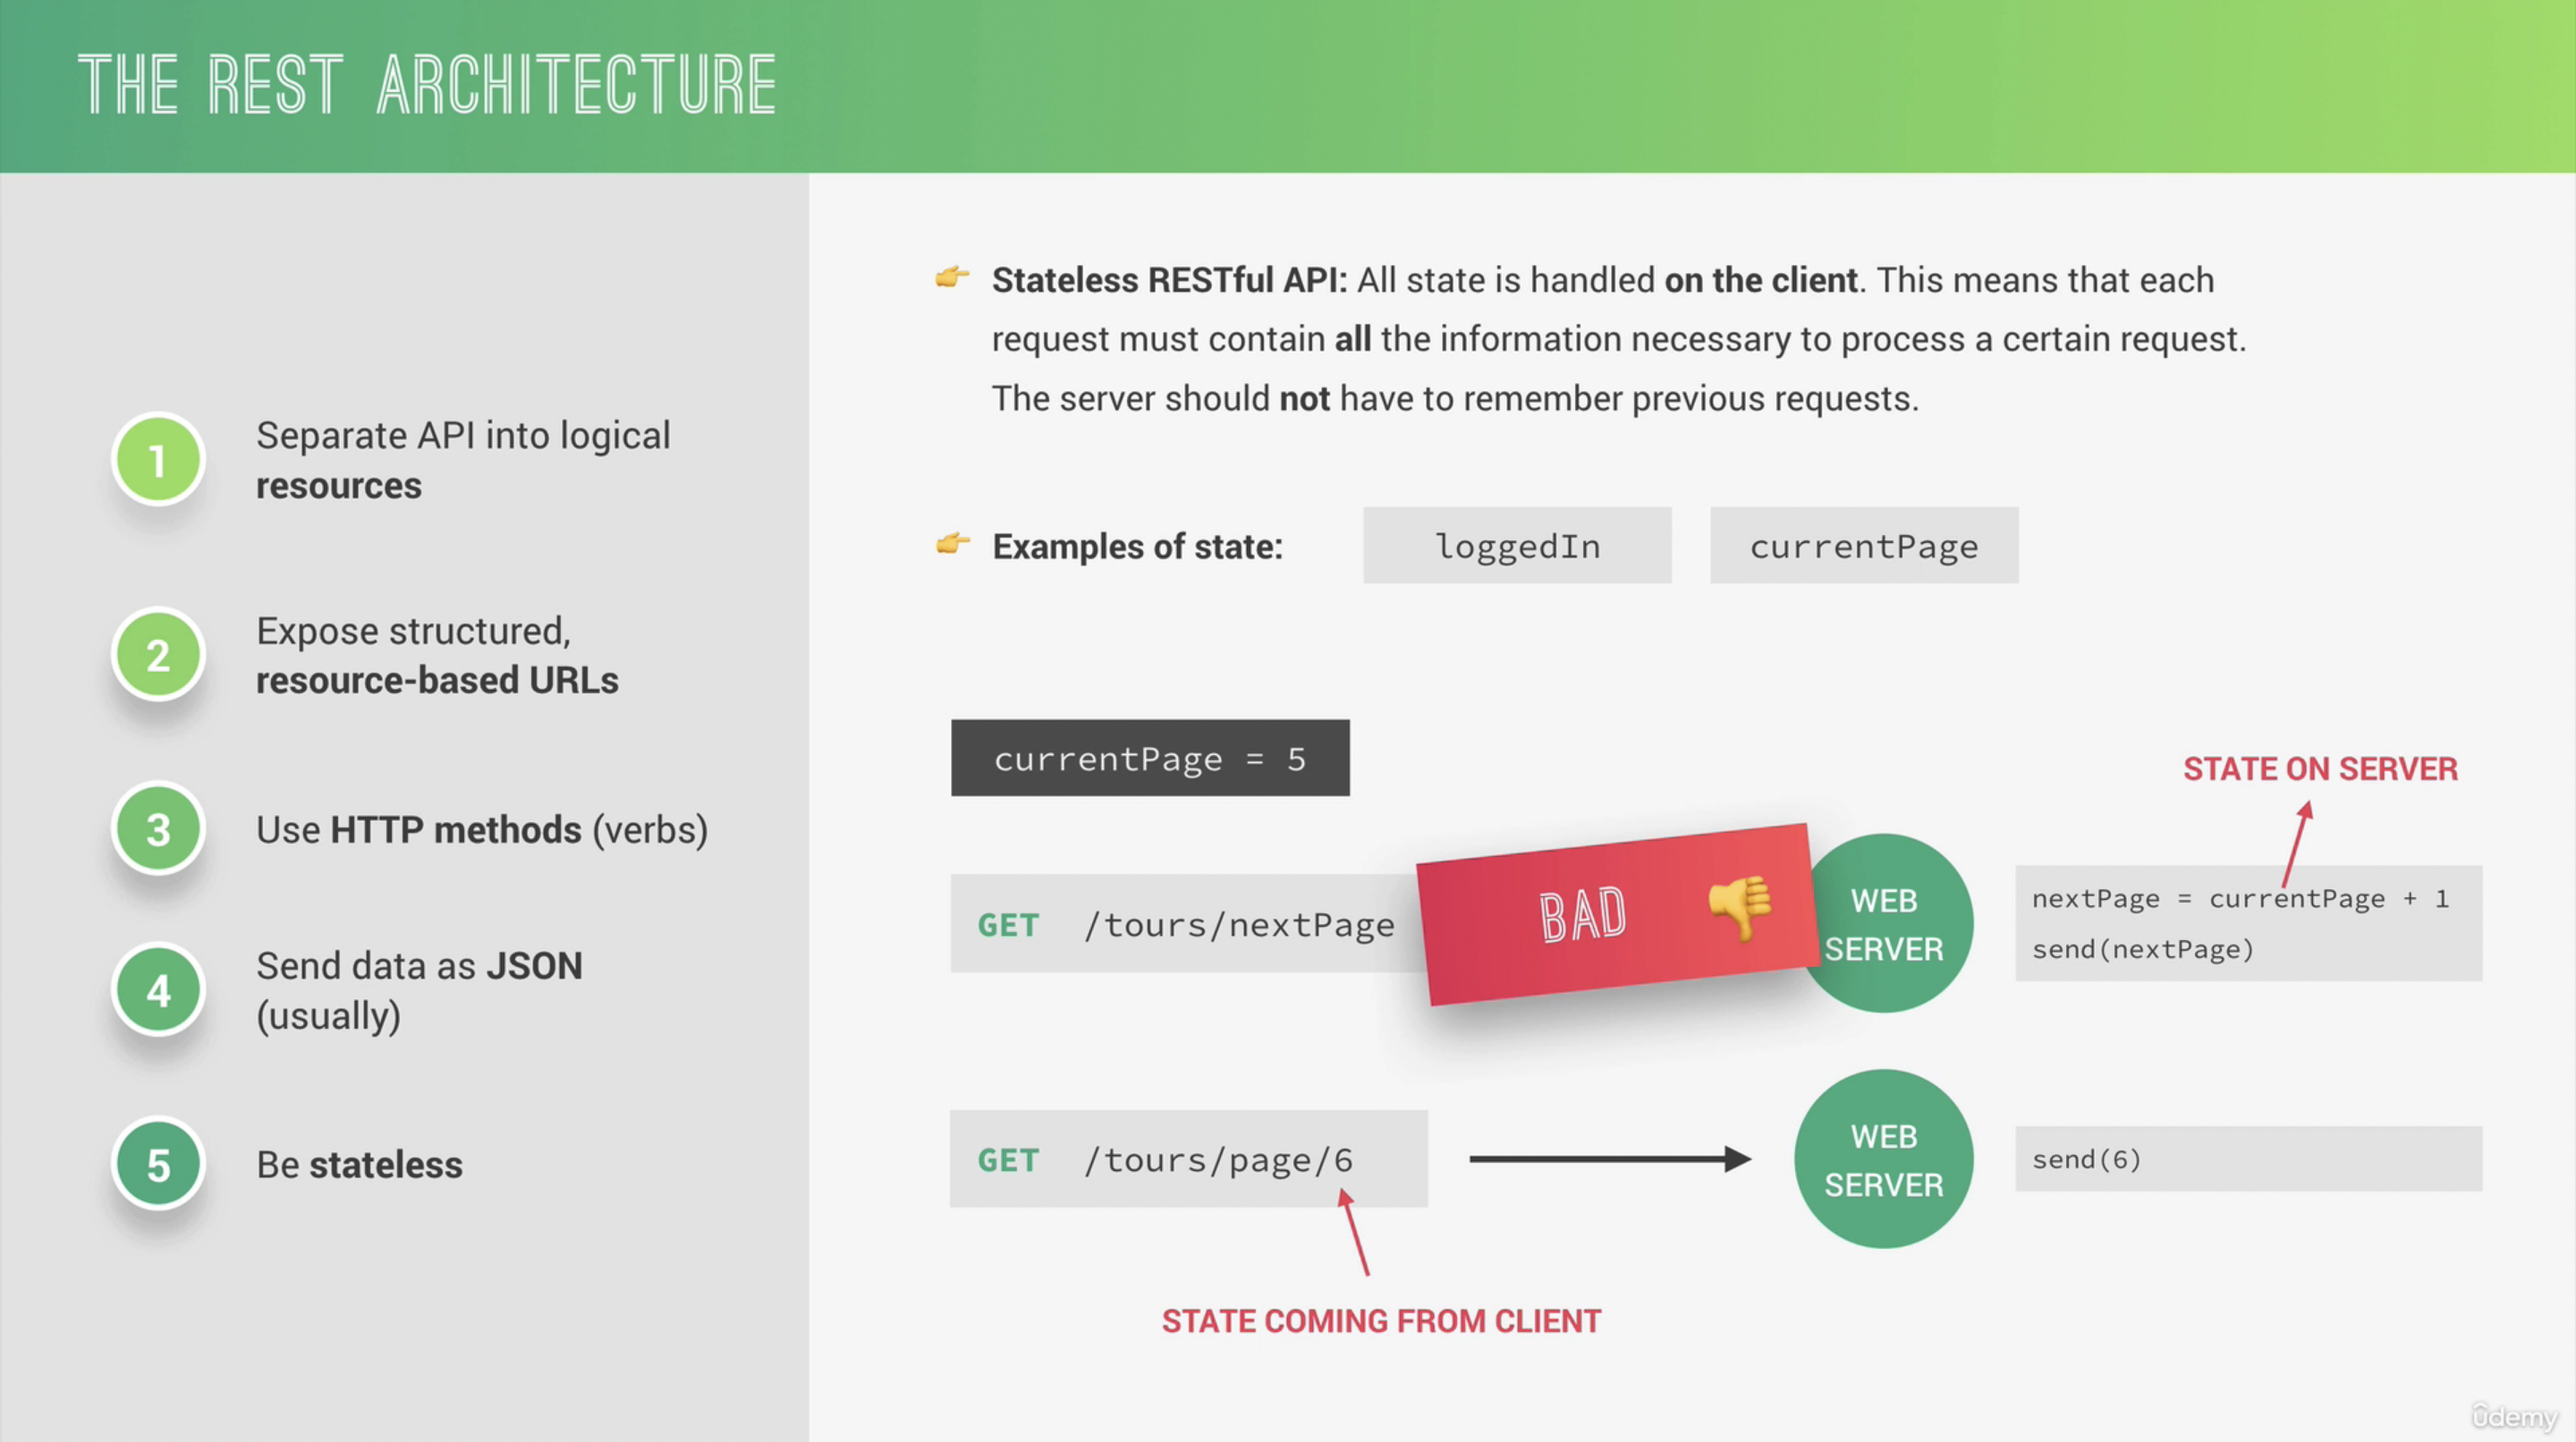 THE REST ARCHITECTURE
1
Separate API into logical
resources
2
Expose structured,
resource-based URLs
3
Use HTTP methods (verbs)
4
Send data as JSON
(usually)
5
Be stateless
Stateless RESTful API: All state is handled on the client. This means that each
request must contain all the information necessary to process a certain request.
The server should not have to remember previous requests.
Examples of state: loggedIn currentPage
currentPage = 5
STATE ON SERVER
GET /tours/nextPage
BAD
WEB
SERVER
nextPage = currentPage + 1
send(nextPage)
GET /tours/page/6
WEB
SERVER
send(6)
STATE COMING FROM CLIENT
ûdemy